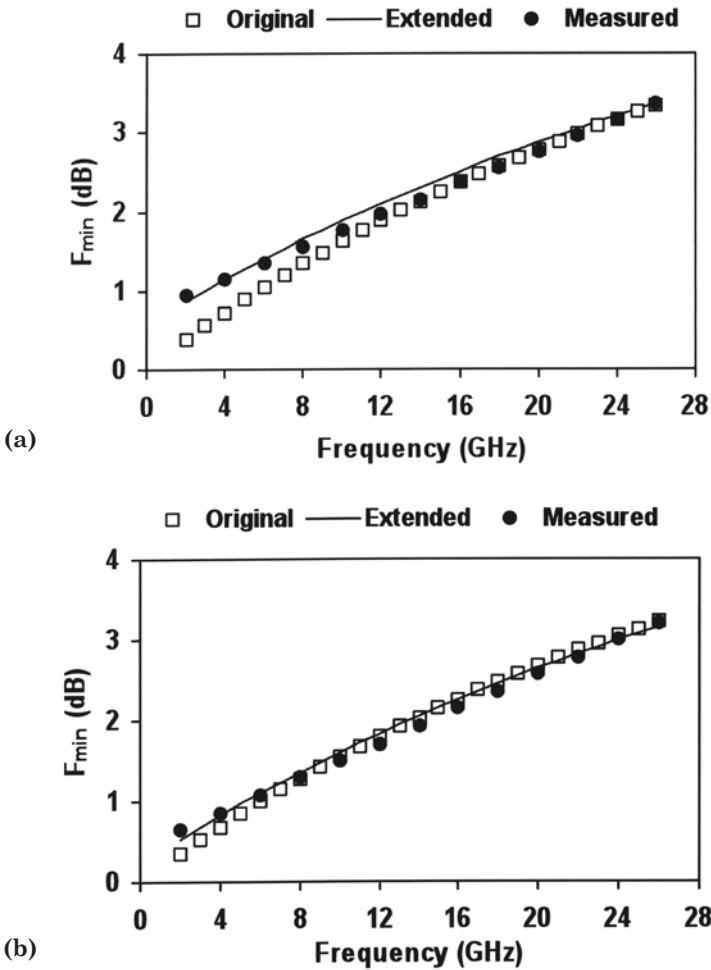 Original Extended Measured
4
3
2
1
0
F_min (dB)
0 4 8 12 16 20 24 28
Frequency (GHz)
(a)
Original Extended Measured
4
3
2
1
0
F_min (dB)
0 4 8 12 16 20 24 28
Frequency (GHz)
(b)